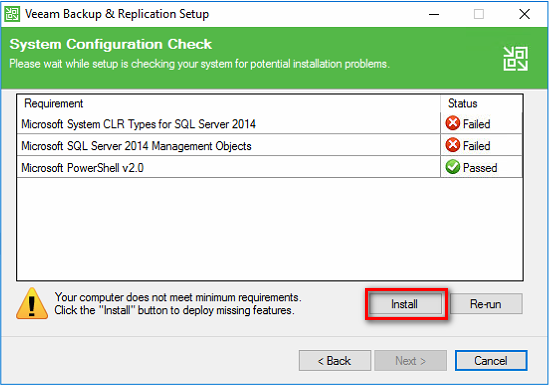 Veeam Backup & Replication Setup
System Configuration Check
Please wait while setup is checking your system for potential installation problems.
Requirement Status
Microsoft System CLR Types for SQL Server 2014 Failed
Microsoft SQL Server 2014 Management Objects Failed
Microsoft PowerShell v2.0 Passed
Your computer does not meet minimum requirements.
Click the "Install" button to deploy missing features.
Install Re-run
< Back Next > Cancel